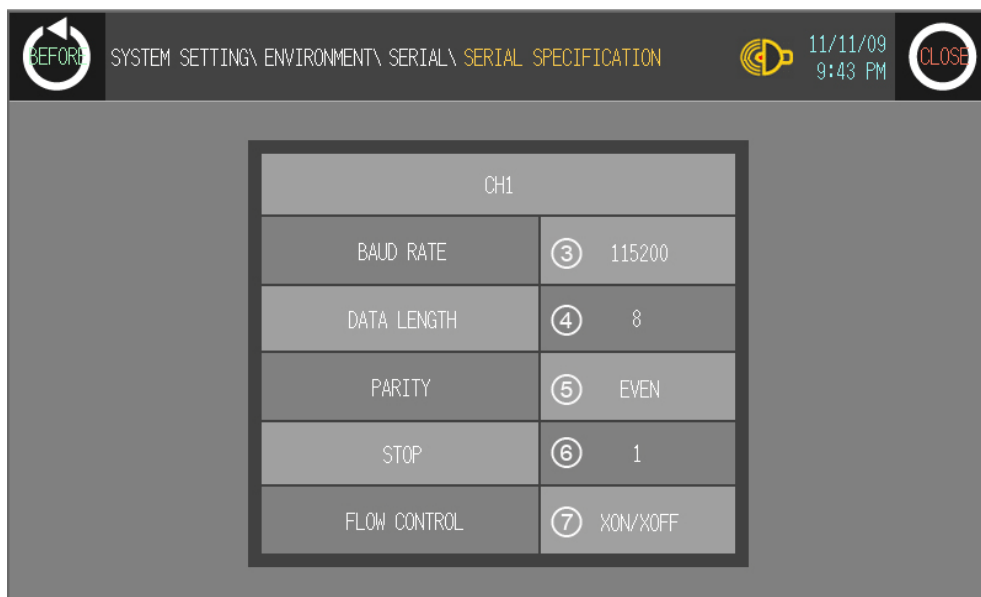 BEFORE SYSTEM SETTING\ ENVIRONMENT\ SERIAL\ SERIAL SPECIFICATION 11/11/09 CLOSE
9:43 PM
CH1
BAUD RATE ③ 115200
DATA LENGTH ④ 8
PARITY ⑤ EVEN
STOP ⑥ 1
FLOW CONTROL ⑦ XON/XOFF